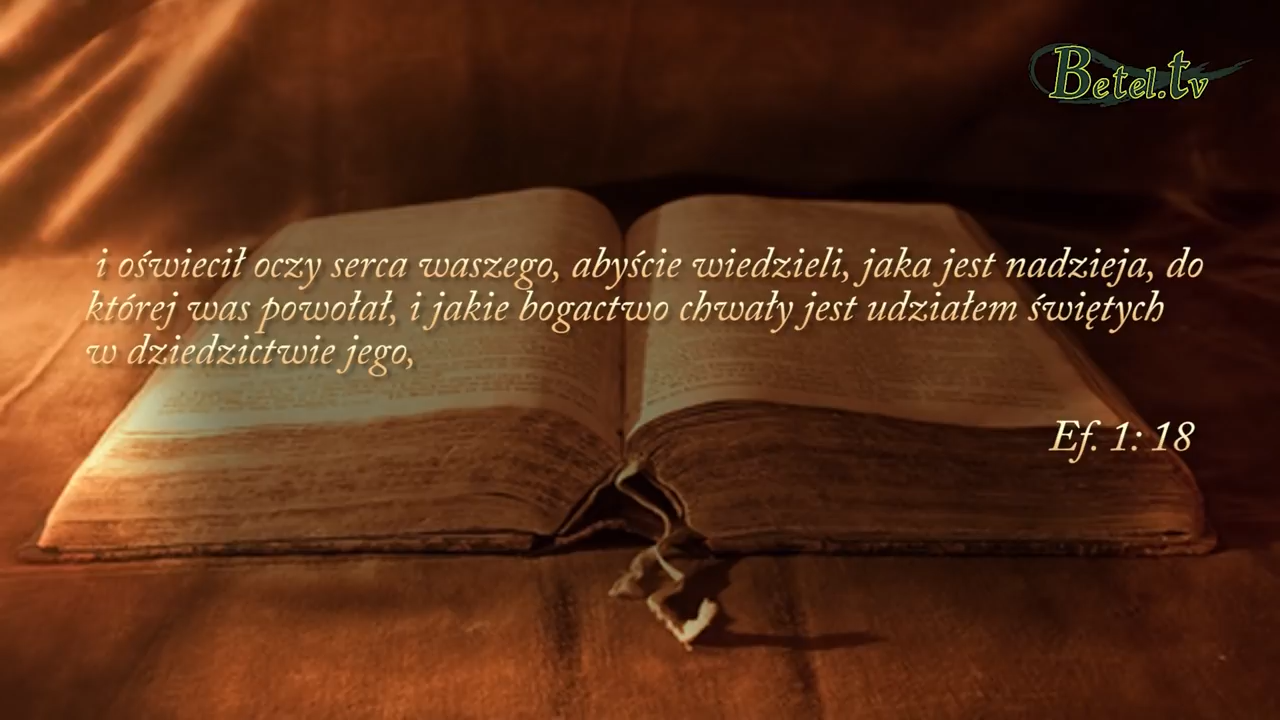 Betel.tv
i oświecił oczy serca waszego, abyście wiedzieli, jaka jest nadzieja, do
której was powołał, i jakie bogactwo chwały jest udziałem świętych
w dziedzictwie jego,
Ef. 1: 18